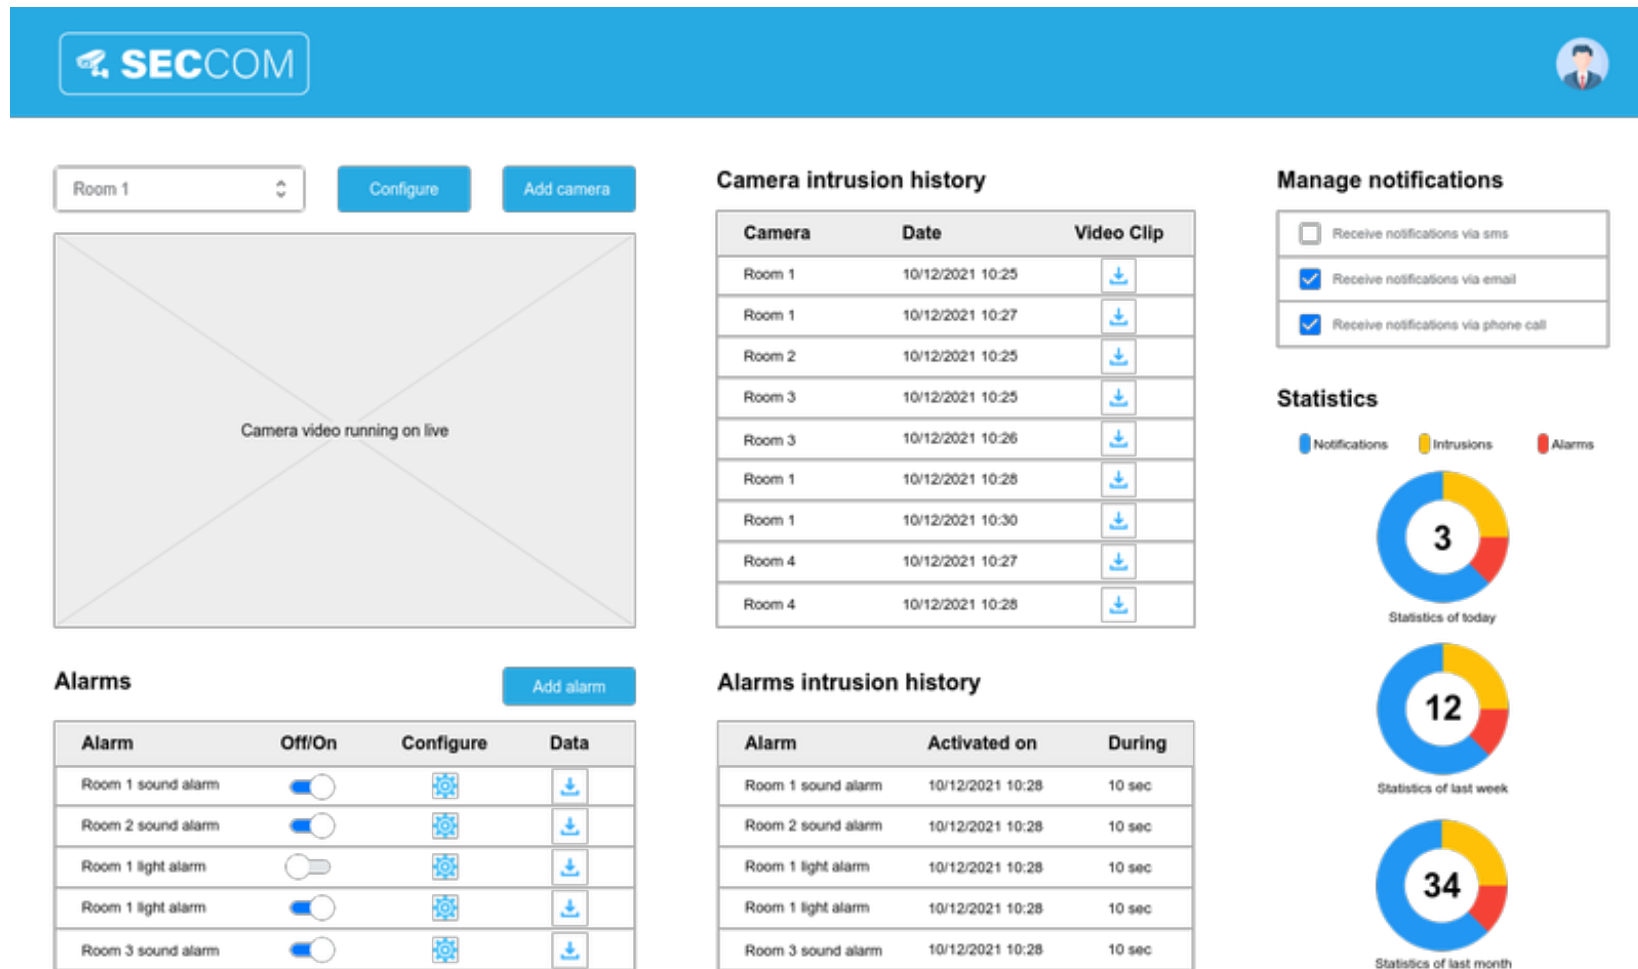 SECCOM
Room 1
Configure
Add camera
Camera video running on live
Camera intrusion history
Camera Date Video Clip
Room 1 10/12/2021 10:25
Room 1 10/12/2021 10:27
Room 2 10/12/2021 10:25
Room 3 10/12/2021 10:25
Room 3 10/12/2021 10:26
Room 1 10/12/2021 10:28
Room 1 10/12/2021 10:30
Room 4 10/12/2021 10:27
Room 4 10/12/2021 10:28
Manage notifications
Receive notifications via sms
Receive notifications via email
Receive notifications via phone call
Statistics
Notifications Intrusions Alarms
3
Statistics of today
12
Statistics of last week
34
Statistics of last month
Alarms
Add alarm
Alarm Off/On Configure Data
Room 1 sound alarm
Room 2 sound alarm
Room 1 light alarm
Room 1 light alarm
Room 3 sound alarm
Alarms intrusion history
Alarm Activated on During
Room 1 sound alarm 10/12/2021 10:28 10 sec
Room 2 sound alarm 10/12/2021 10:28 10 sec
Room 1 light alarm 10/12/2021 10:28 10 sec
Room 1 light alarm 10/12/2021 10:28 10 sec
Room 3 sound alarm 10/12/2021 10:28 10 sec